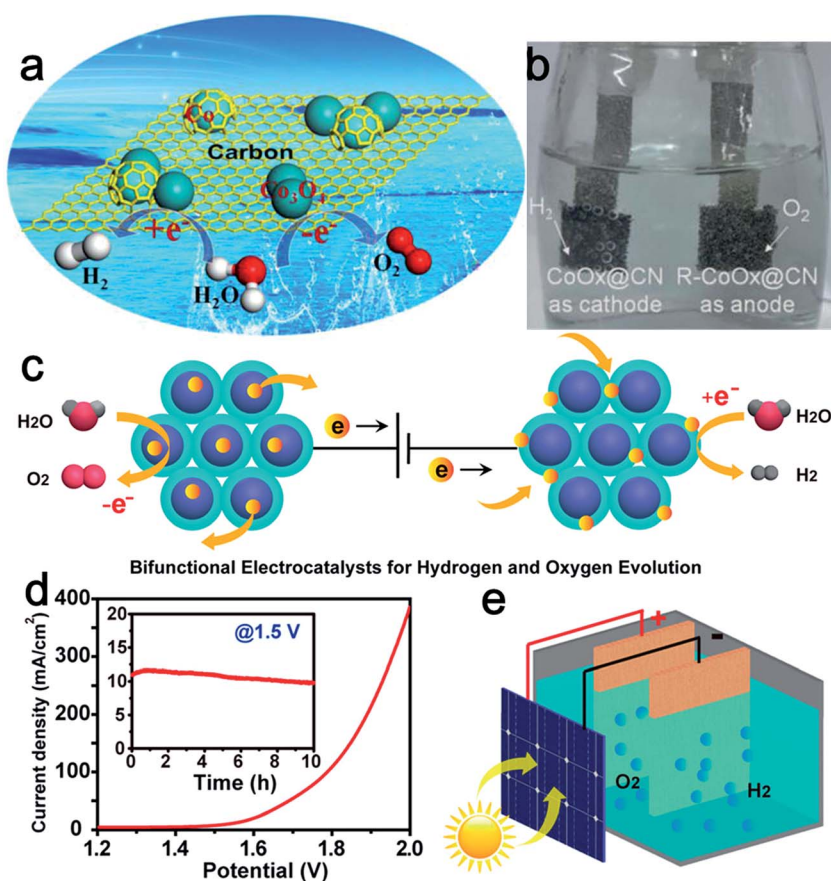 a
Co
Carbon
Co3O4
+e-
-e-
H2
H2O
O2
b
H2
O2
CoOx@CN
as cathode
R-CoOx@CN
as anode
c
H2O
O2
-e-
e
e
+e-
H2O
H2
Bifunctional Electrocatalysts for Hydrogen and Oxygen Evolution
d
Current density (mA/cm2)
400
300
200
100
0
1.2 1.4 1.6 1.8 2.0
Potential (V)
20
15
10
5
0
@1.5 V
0 2 4 6 8 10
Time (h)
e
+
-
O2
H2